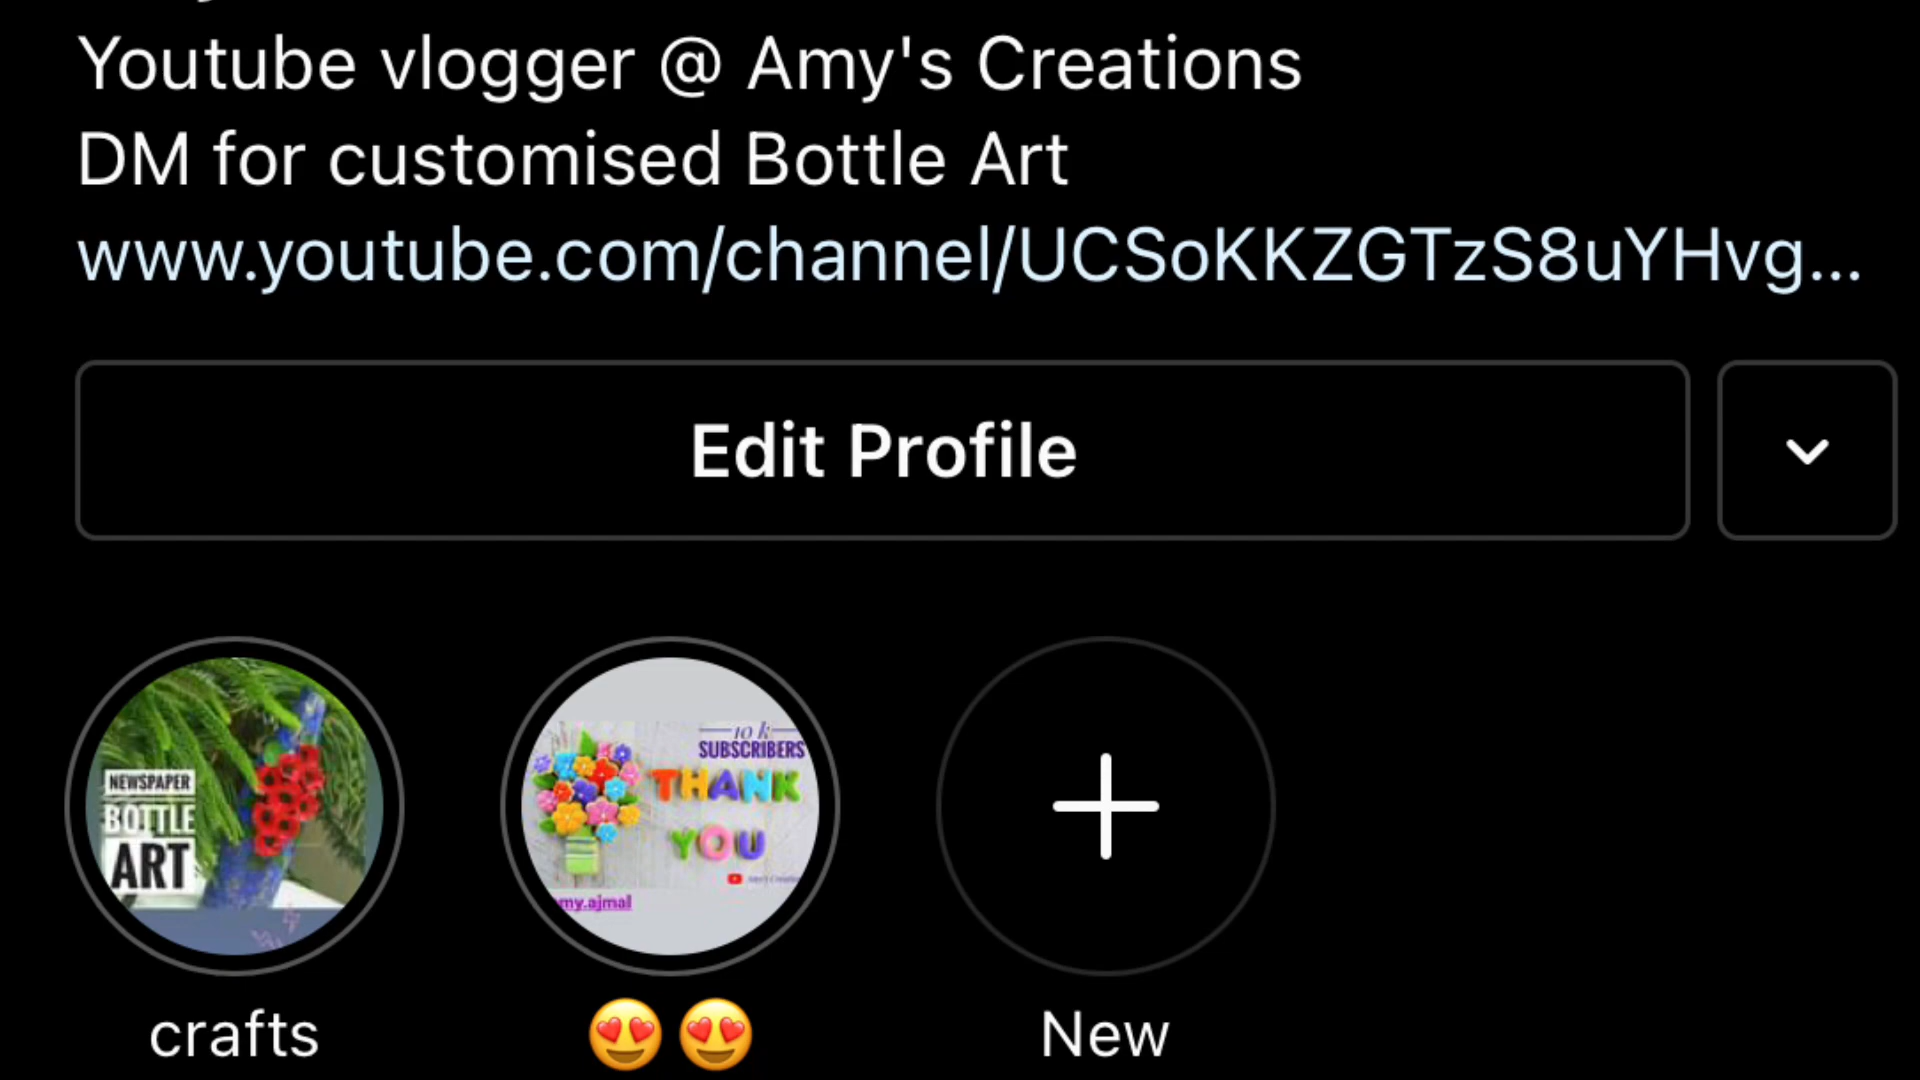 Youtube vlogger @ Amy's Creations
DM for customised Bottle Art
www.youtube.com/channel/UCSoKKZGTzS8uYHvg...
Edit Profile
NEWSPAPER
BOTTLE
ART
10 k
SUBSCRIBERS
THANK
YOU
my.ajmal
crafts
😍 😍
New